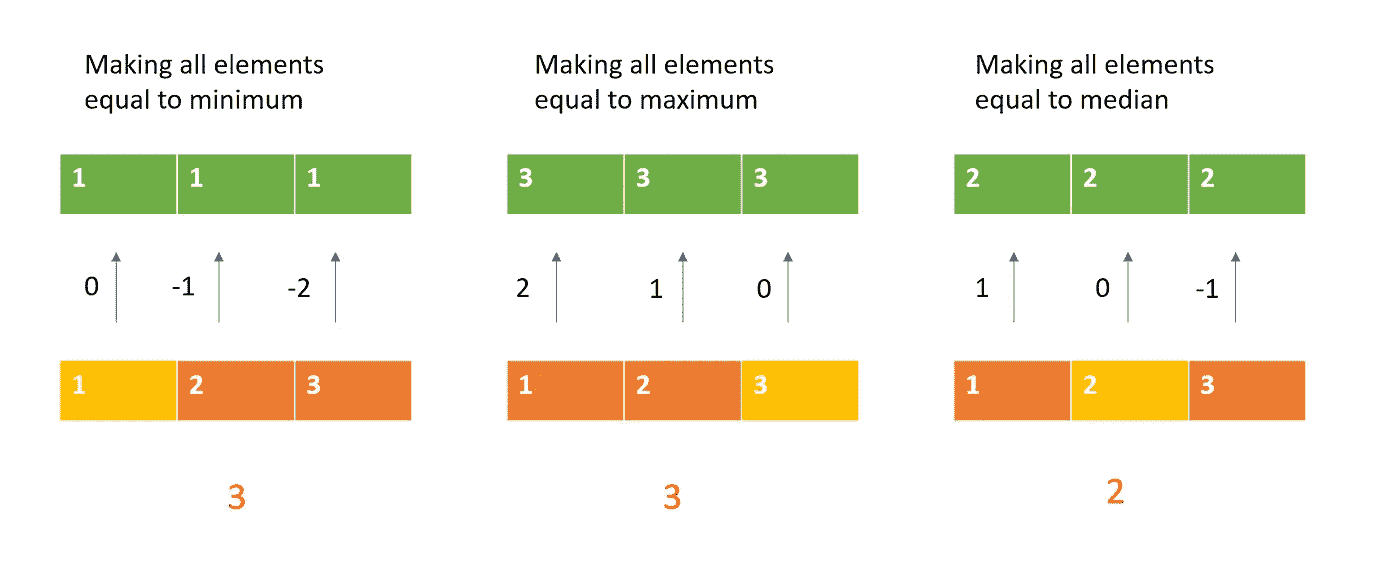 Making all elements
equal to minimum
1 1 1
0 -1 -2
1 2 3
3
Making all elements
equal to maximum
3 3 3
2 1 0
1 2 3
3
Making all elements
equal to median
2 2 2
1 0 -1
1 2 3
2